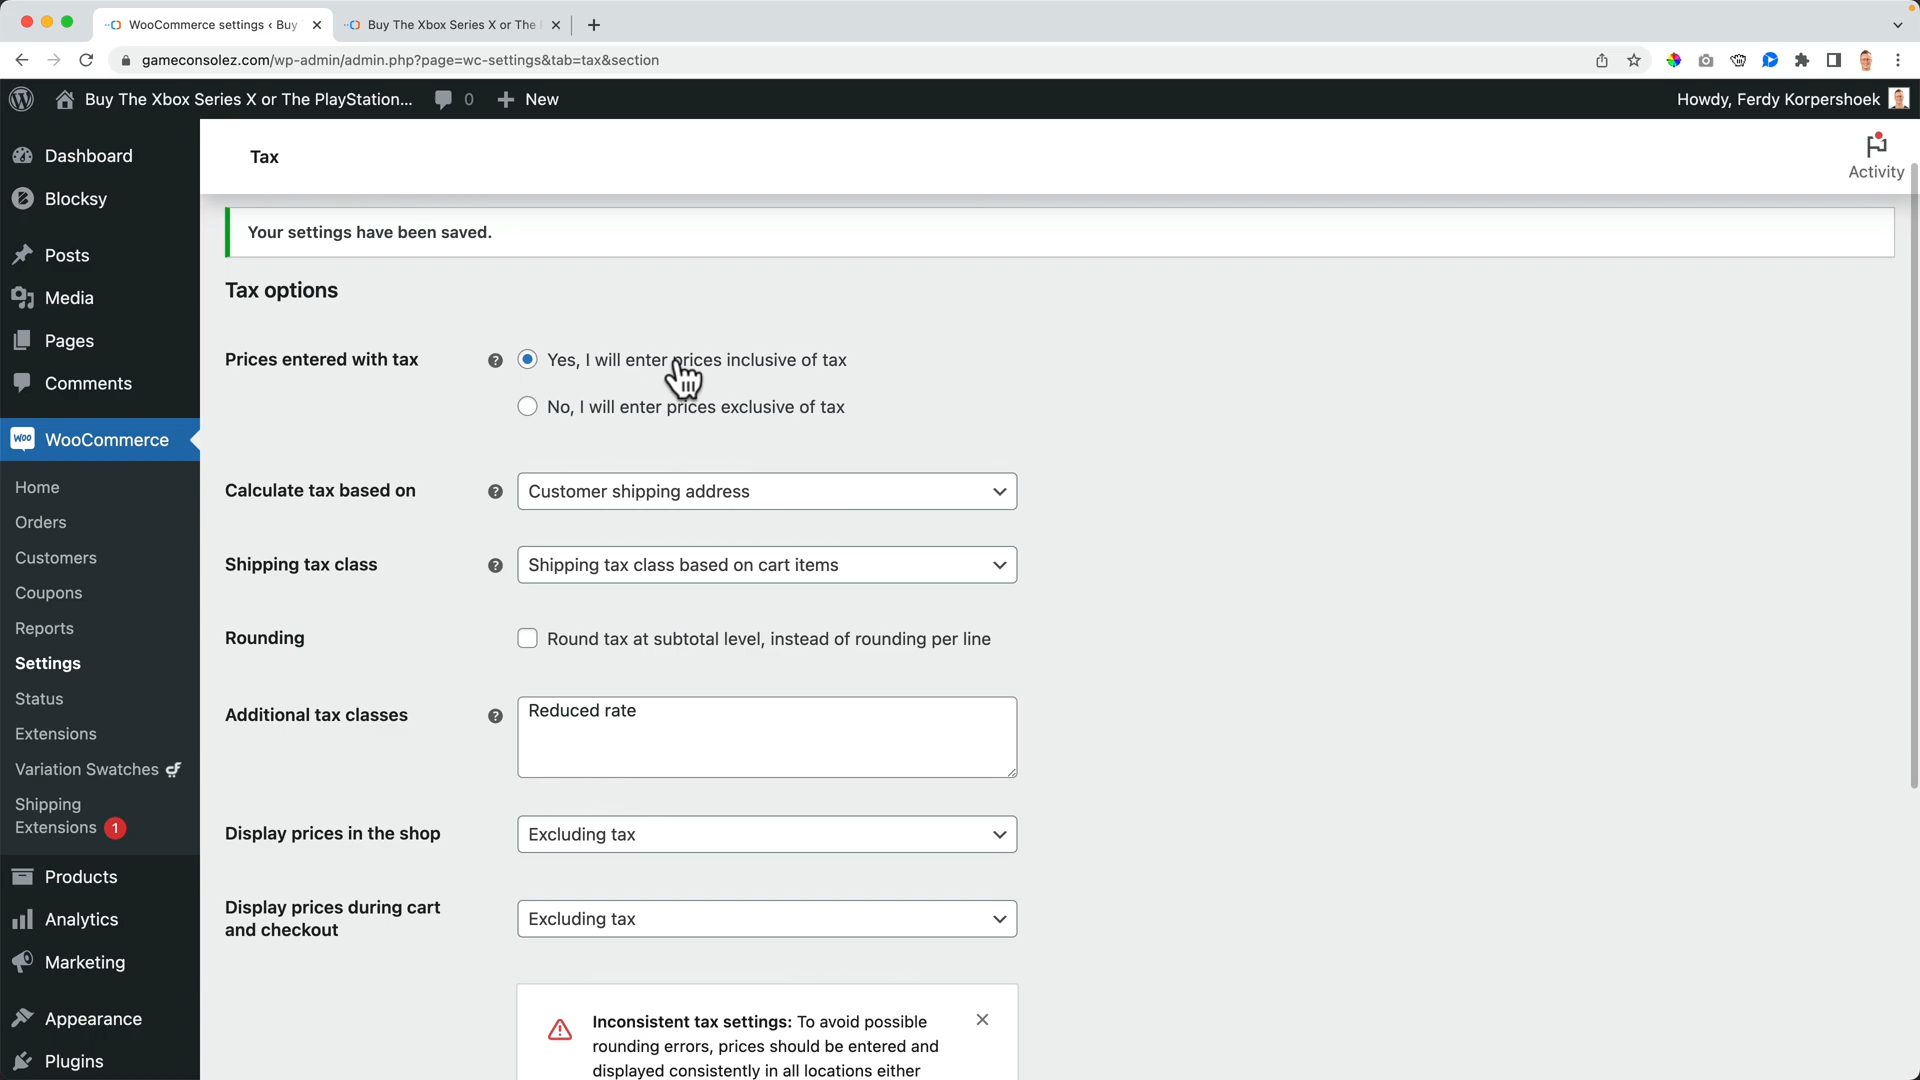 WooCommerce settings ‹ Buy
Buy The Xbox Series X or The
gameconsolez.com/wp-admin/admin.php?page=wc-settings&tab=tax&section
Buy The Xbox Series X or The PlayStation...
0
New
Howdy, Ferdy Korpershoek
Dashboard
Blocksy
Posts
Media
Pages
Comments
Woo WooCommerce
Home
Orders
Customers
Coupons
Reports
Settings
Status
Extensions
Variation Swatches
Shipping
Extensions 1
Products
Analytics
Marketing
Appearance
Plugins
Tax
Activity
Your settings have been saved.
Tax options
Prices entered with tax
Yes, I will enter prices inclusive of tax
No, I will enter prices exclusive of tax
Calculate tax based on
Customer shipping address
Shipping tax class
Shipping tax class based on cart items
Rounding
Round tax at subtotal level, instead of rounding per line
Additional tax classes
Reduced rate
Display prices in the shop
Excluding tax
Display prices during cart
and checkout
Excluding tax
Inconsistent tax settings: To avoid possible
rounding errors, prices should be entered and
displayed consistently in all locations either